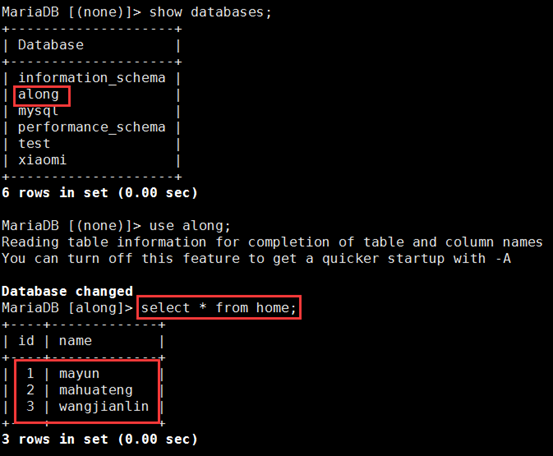 MariaDB [(none)]> show databases;
+--------------------+
| Database           |
+--------------------+
| information_schema |
| along              |
| mysql              |
| performance_schema |
| test               |
| xiaomi             |
+--------------------+
6 rows in set (0.00 sec)
MariaDB [(none)]> use along;
Reading table information for completion of table and column names
You can turn off this feature to get a quicker startup with -A
Database changed
MariaDB [along]> select * from home;
+----+-------------+
| id | name        |
+----+-------------+
|  1 | mayun       |
|  2 | mahuateng   |
|  3 | wangjianlin |
+----+-------------+
3 rows in set (0.00 sec)